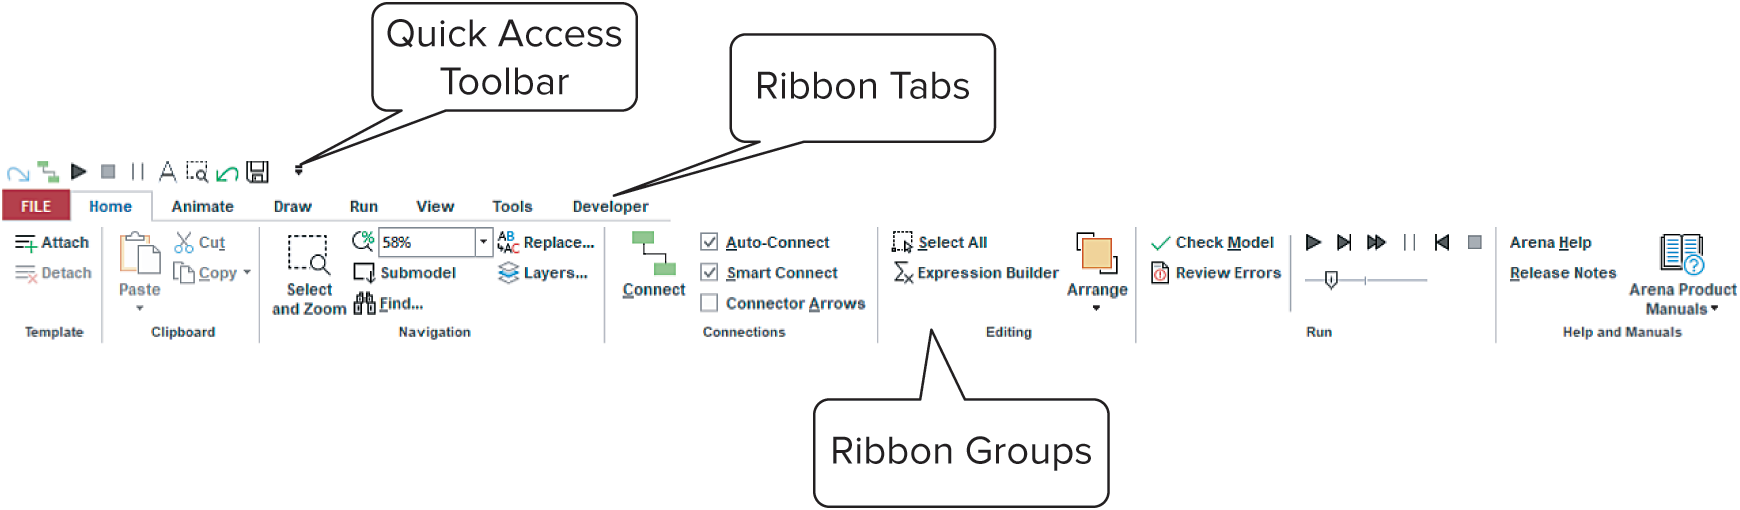 Quick Access
Toolbar
Ribbon Tabs
FILE Home Animate Draw Run View Tools Developer
Attach
Detach
Template
Paste
Cut
Copy
Clipboard
Select
and Zoom
58%
Submodel
Find...
Replace...
Layers...
Navigation
Connect
Auto-Connect
Smart Connect
Connector Arrows
Connections
Select All
Expression Builder
Arrange
Editing
Check Model
Review Errors
Run
Arena Help
Release Notes
Arena Product
Manuals
Help and Manuals
Ribbon Groups